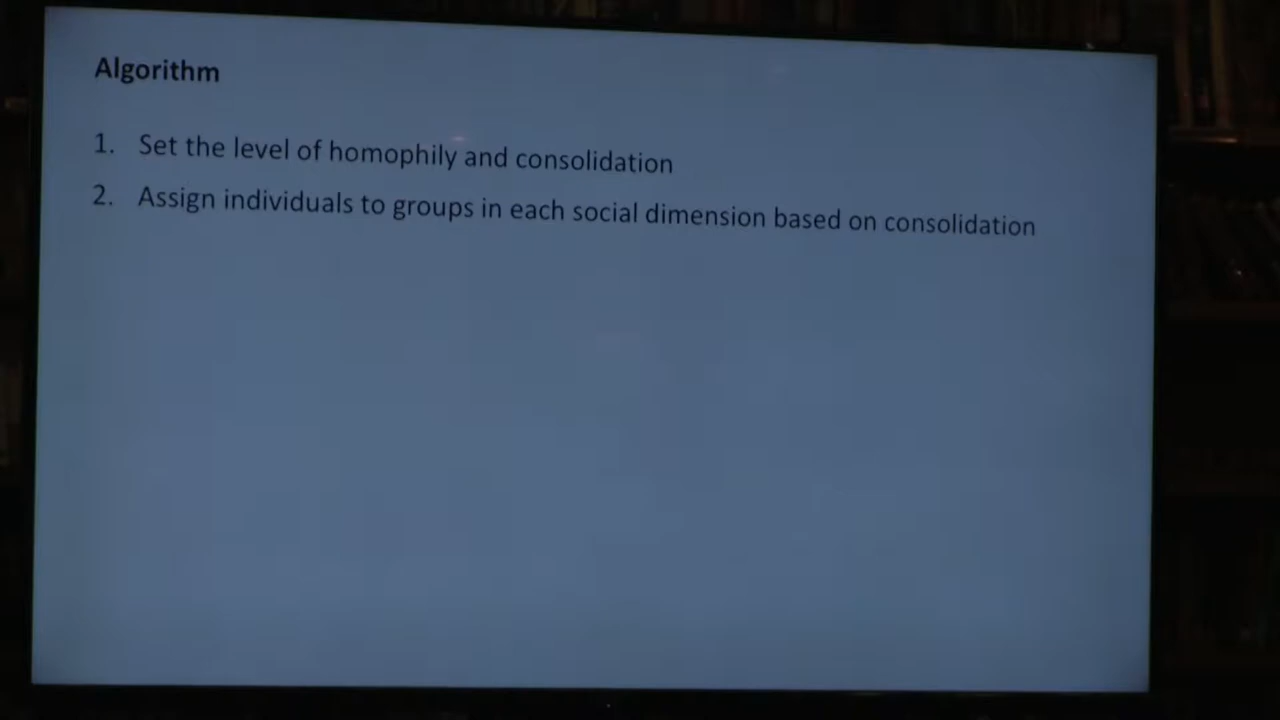 Algorithm
1. Set the level of homophily and consolidation
2. Assign individuals to groups in each social dimension based on consolidation